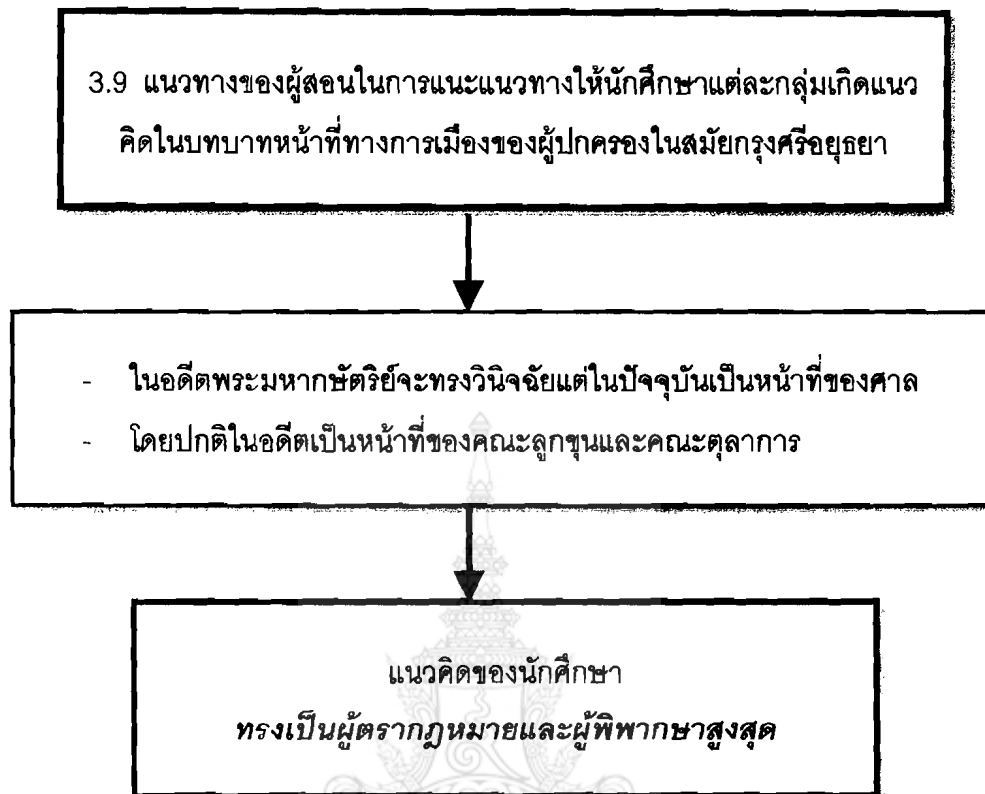 3.9 แนวทางของผู้สอนในการแนะแนวทางให้นักศึกษาแต่ละกลุ่มเกิดแนว
คิดในบทบาทหน้าที่ทางการเมืองของผู้ปกครองในสมัยกรุงศรีอยุธยา
- ในอดีตพระมหากษัตริย์จะทรงวินิจฉัยแต่ในปัจจุบันเป็นหน้าที่ของศาล
- โดยปกติในอดีตเป็นหน้าที่ของคณะลูกขุนและคณะตุลาการ
แนวคิดของนักศึกษา
ทรงเป็นผู้ตรากฎหมายและผู้พิพากษาสูงสุด